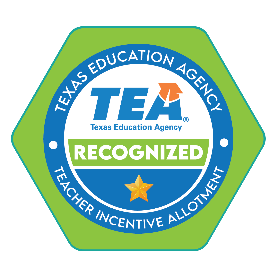 TEXAS EDUCATION AGENCY
TEA®
Texas Education Agency
RECOGNIZED
TEACHER INCENTIVE ALLOTMENT